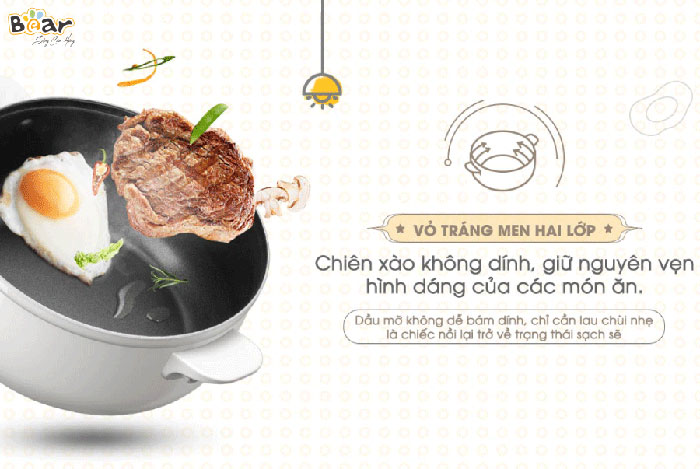 Bear
VỎ TRÁNG MEN HAI LỚP
Chiên xào không dính, giữ nguyên vẹn
hình dáng của các món ăn.
Dầu mỡ không dễ bám dính, chỉ cần lau chùi nhẹ
là chiếc nồi lại trở về trạng thái sạch sẽ